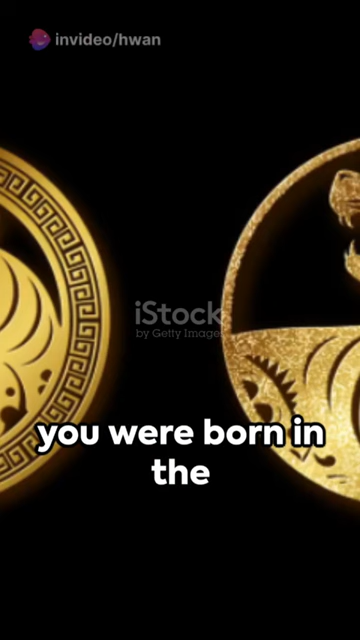 invideo/hwan
iStock
by Getty Images
you were born in
the